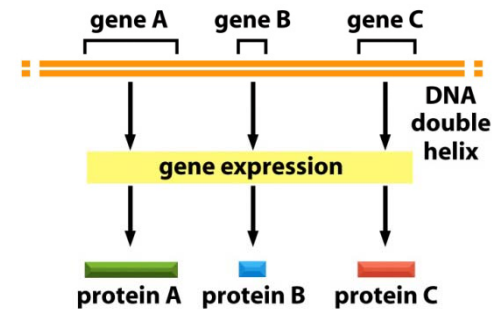 gene A gene B gene C
DNA
double
helix
gene expression
protein A protein B protein C